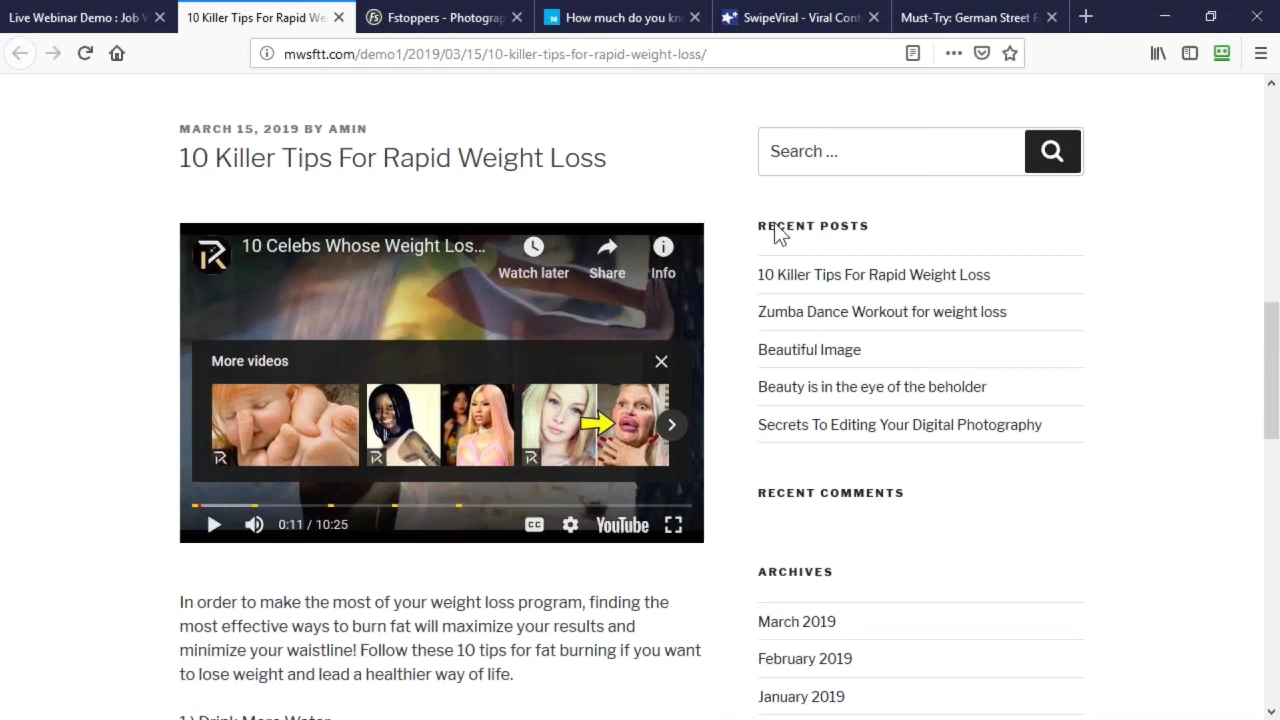 Live Webinar Demo : Job V
10 Killer Tips For Rapid We
Fstoppers - Photograp
How much do you kn
SwipeViral - Viral Cont
Must-Try: German Street F
mwsftt.com/demo1/2019/03/15/10-killer-tips-for-rapid-weight-loss/
MARCH 15, 2019 BY AMIN
10 Killer Tips For Rapid Weight Loss
10 Celebs Whose Weight Los...
Watch later
Share
Info
More videos
0:11 / 10:25
CC
YouTube
In order to make the most of your weight loss program, finding the
most effective ways to burn fat will maximize your results and
minimize your waistline! Follow these 10 tips for fat burning if you want
to lose weight and lead a healthier way of life.
1.) Drink More Water
Search ...
RECENT POSTS
10 Killer Tips For Rapid Weight Loss
Zumba Dance Workout for weight loss
Beautiful Image
Beauty is in the eye of the beholder
Secrets To Editing Your Digital Photography
RECENT COMMENTS
ARCHIVES
March 2019
February 2019
January 2019